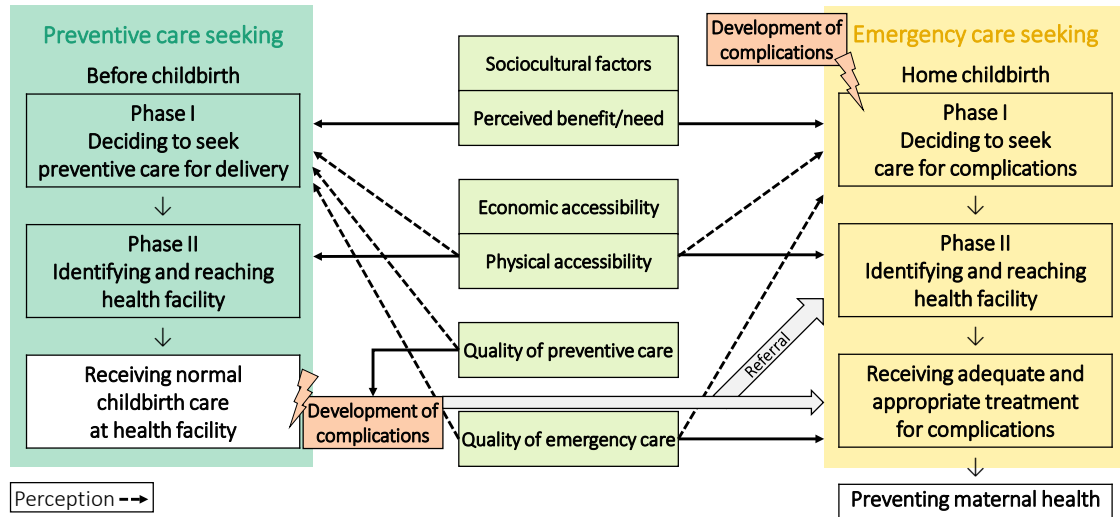 Preventive care seeking
Before childbirth
Phase I
Deciding to seek
preventive care for delivery
Phase II
Identifying and reaching
health facility
Receiving normal
childbirth care
at health facility
Development of
complications
Perception
Sociocultural factors
Perceived benefit/need
Economic accessibility
Physical accessibility
Quality of preventive care
Quality of emergency care
Referral
Development of
complications
Emergency care seeking
Home childbirth
Phase I
Deciding to seek
care for complications
Phase II
Identifying and reaching
health facility
Receiving adequate and
appropriate treatment
for complications
Preventing maternal health